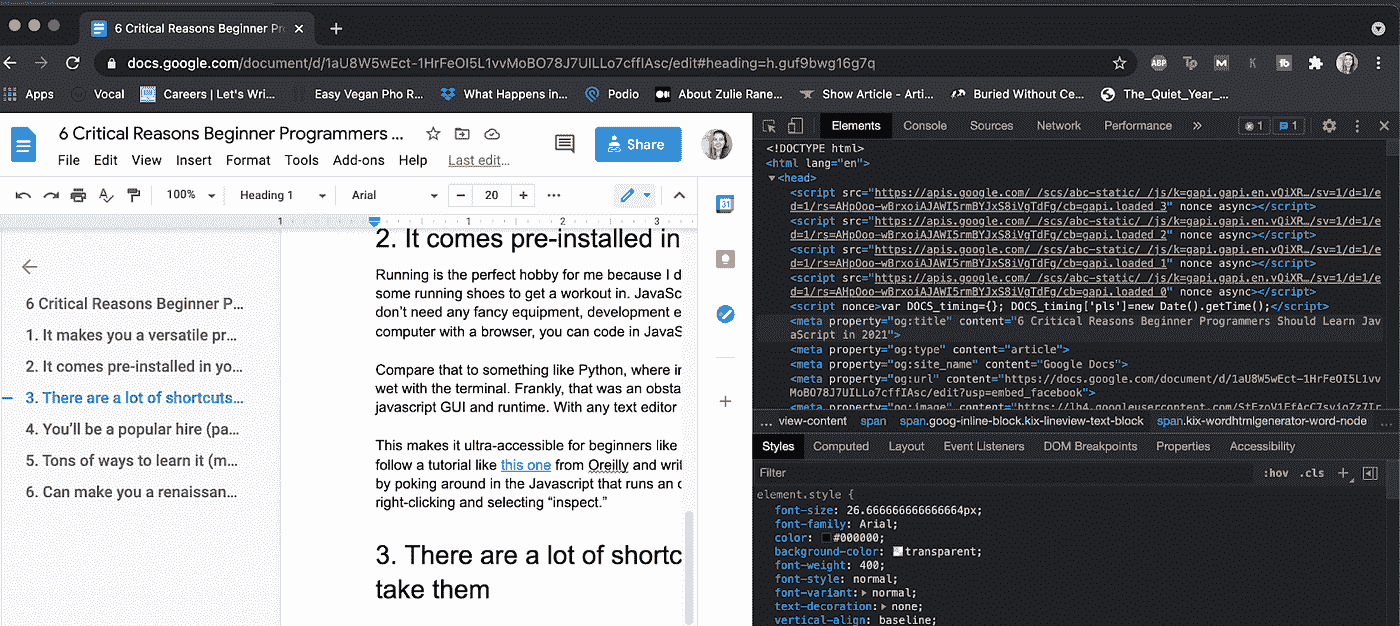 6 Critical Reasons Beginner Pr
docs.google.com/document/d/1aU8W5wEct-1HrFeOI5L1vvMoBO78J7UILLo7cffIAsc/edit#heading=h.guf9bwg16g7q
ABP Tp M K fb
Apps Vocal Careers | Let's Wri... Easy Vegan Pho R... What Happens in... Podio About Zulie Rane... Show Article - Arti... Buried Without Ce... The_Quiet_Year_...
6 Critical Reasons Beginner Programmers ...
File Edit View Insert Format Tools Add-ons Help Last edit...
Share
100% Heading 1 Arial 20
1 1 2 3
31
6 Critical Reasons Beginner P...
1. It makes you a versatile pr...
2. It comes pre-installed in yo...
3. There are a lot of shortcuts...
4. You'll be a popular hire (pa...
5. Tons of ways to learn it (m...
6. Can make you a renaissan...
2. It comes pre-installed in
Running is the perfect hobby for me because I d
some running shoes to get a workout in. JavaSc
don't need any fancy equipment, development e
computer with a browser, you can code in JavaS
Compare that to something like Python, where in
wet with the terminal. Frankly, that was an obsta
javascript GUI and runtime. With any text editor
This makes it ultra-accessible for beginners like
follow a tutorial like this one from Oreilly and writ
by poking around in the Javascript that runs an
right-clicking and selecting “inspect.”
3. There are a lot of shortc
take them
Elements Console Sources Network Performance » 1 1
<!DOCTYPE html>
<html lang="en">
<head>
<script src="https://apis.google.com/_/scs/abc-static/_/js/k=gapi.gapi.en.vQiXR…/sv=1/d=1/
ed=1/rs=AHpOoo-wBrxoiAJAWI5rmBYJxS8iVgTdFg/cb=gapi.loaded_3" nonce async></script>
<script src="https://apis.google.com/_/scs/abc-static/_/js/k=gapi.gapi.en.vQiXR…/sv=1/d=1/
ed=1/rs=AHpOoo-wBrxoiAJAWI5rmBYJxS8iVgTdFg/cb=gapi.loaded_2" nonce async></script>
<script src="https://apis.google.com/_/scs/abc-static/_/js/k=gapi.gapi.en.vQiXR…/sv=1/d=1/
ed=1/rs=AHpOoo-wBrxoiAJAWI5rmBYJxS8iVgTdFg/cb=gapi.loaded_1" nonce async></script>
<script src="https://apis.google.com/_/scs/abc-static/_/js/k=gapi.gapi.en.vQiXR…/sv=1/d=1/
ed=1/rs=AHpOoo-wBrxoiAJAWI5rmBYJxS8iVgTdFg/cb=gapi.loaded_0" nonce async></script>
<script nonce>var DOCS_timing={}; DOCS_timing['pls']=new Date().getTime();</script>
<meta property="og:title" content="6 Critical Reasons Beginner Programmers Should Learn Jav
aScript in 2021">
<meta property="og:type" content="article">
<meta property="og:site_name" content="Google Docs">
<meta property="og:url" content="https://docs.google.com/document/d/1aU8W5wEct-1HrFeOI5L1vv
MoBO78J7UILLo7cffIAsc/edit?usp=embed_facebook">
... view-content span span.goog-inline-block.kix-lineview-text-block span.kix-wordhtmlgenerator-word-node ...
Styles Computed Layout Event Listeners DOM Breakpoints Properties Accessibility
Filter :hov .cls +
element.style {
font-size: 26.666666666666664px;
font-family: Arial;
color: #000000;
background-color: transparent;
font-weight: 400;
font-style: normal;
font-variant: normal;
text-decoration: none;
vertical-align: baseline;